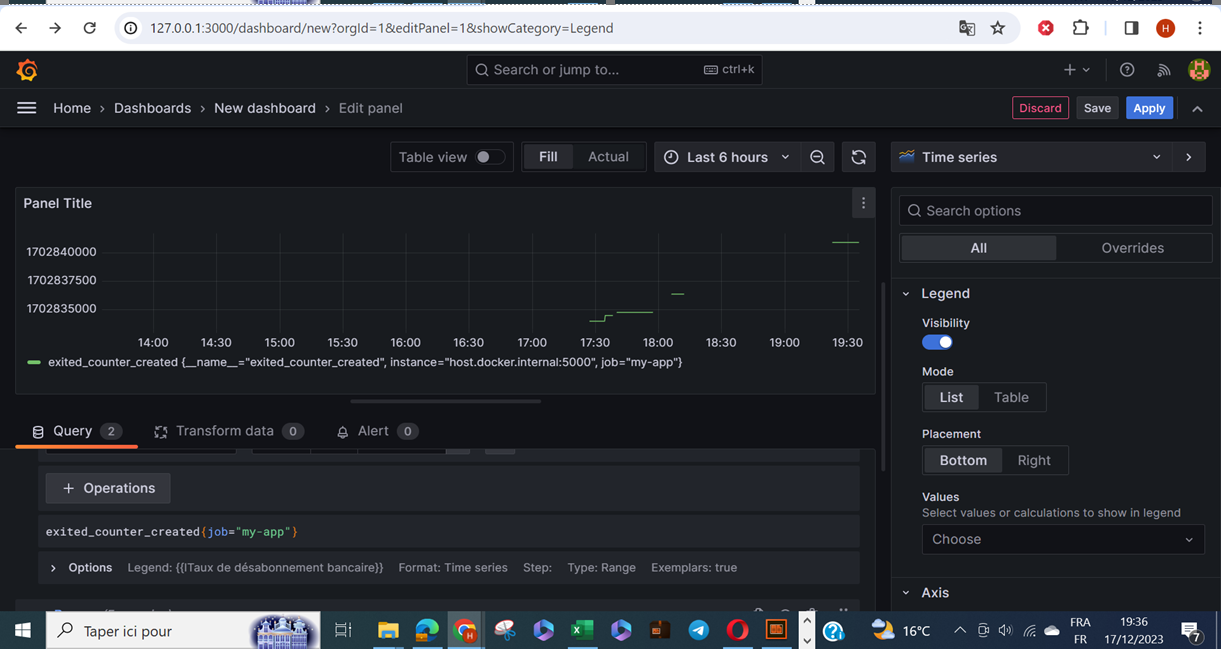 127.0.0.1:3000/dashboard/new?orgId=1&editPanel=1&showCategory=Legend
H
Search or jump to...
ctrl+k
Home › Dashboards › New dashboard › Edit panel
Discard
Save
Apply
Table view
Fill
Actual
Last 6 hours
Time series
Panel Title
Search options
All
Overrides
1702840000
1702837500
1702835000
14:00 14:30 15:00 15:30 16:00 16:30 17:00 17:30 18:00 18:30 19:00 19:30
exited_counter_created {__name__="exited_counter_created", instance="host.docker.internal:5000", job="my-app"}
Legend
Visibility
Mode
List
Table
Placement
Bottom
Right
Values
Select values or calculations to show in legend
Choose
Axis
Query 2
Transform data 0
Alert 0
+ Operations
exited_counter_created{job="my-app"}
Options Legend: {{ITaux de désabonnement bancaire}} Format: Time series Step: Type: Range Exemplars: true
Taper ici pour
H
16°C
FRA
FR
19:36
17/12/2023
7